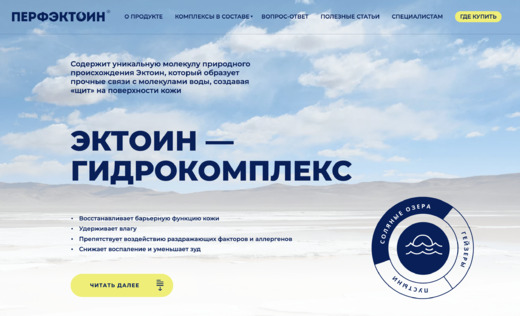 ПЕРФЭКТОИН®
О ПРОДУКТЕ
КОМПЛЕКСЫ В СОСТАВЕ
ВОПРОС-ОТВЕТ
ПОЛЕЗНЫЕ СТАТЬИ
СПЕЦИАЛИСТАМ
ГДЕ КУПИТЬ
Содержит уникальную молекулу природного
происхождения Эктоин, который образует
прочные связи с молекулами воды, создавая
«щит» на поверхности кожи
ЭКТОИН —
ГИДРОКОМПЛЕКС
• Восстанавливает барьерную функцию кожи
• Удерживает влагу
• Препятствует воздействию раздражающих факторов и аллергенов
• Снижает воспаление и уменьшает зуд
ЧИТАТЬ ДАЛЕЕ
СОЛЯНЫЕ ОЗЕРА
ГЕЙЗЕРЫ
ПУСТЫНИ